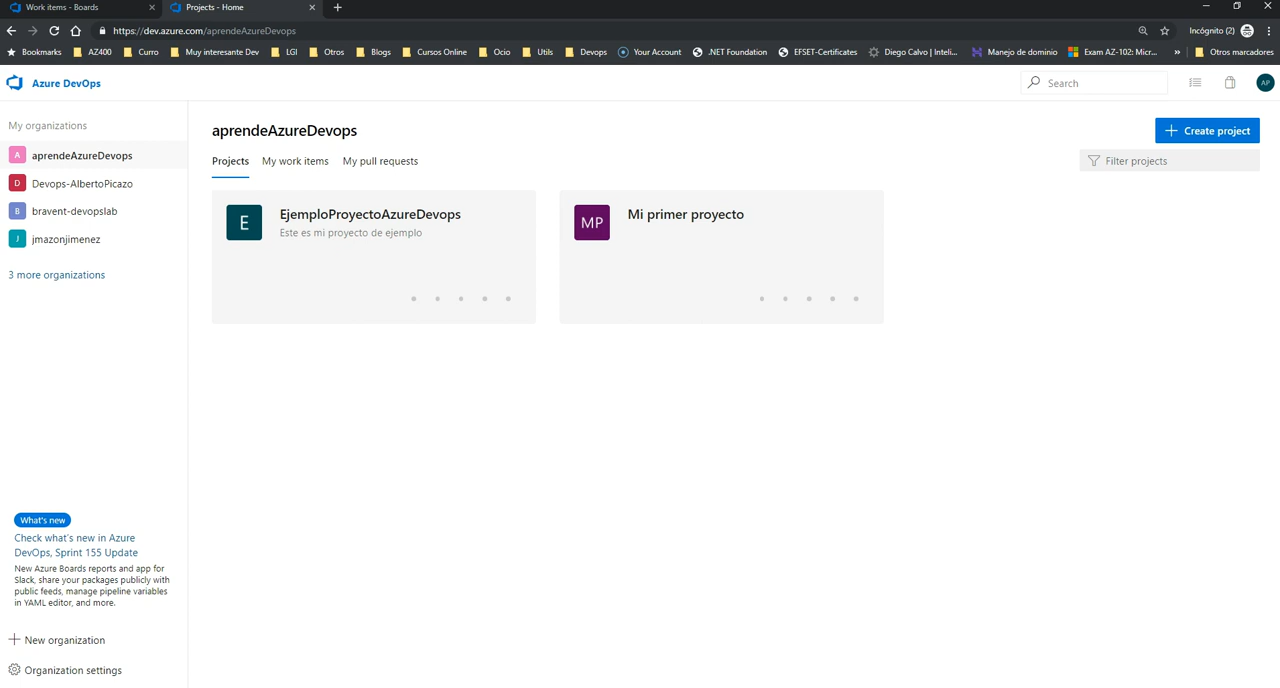 Work items - Boards
Projects - Home
https://dev.azure.com/aprendeAzureDevops
Incógnito (2)
Bookmarks
AZ400
Curro
Muy interesante Dev
LGI
Otros
Blogs
Cursos Online
Ocio
Utils
Devops
Your Account
.NET Foundation
EFSET-Certificates
Diego Calvo | Inteli...
Manejo de dominio
Exam AZ-102: Micr...
»
Otros marcadores
Azure DevOps
Search
AP
My organizations
A aprendeAzureDevops
D Devops-AlbertoPicazo
B bravent-devopslab
J jmazonjimenez
3 more organizations
aprendeAzureDevops
Create project
Projects
My work items
My pull requests
Filter projects
E
EjemploProyectoAzureDevops
Este es mi proyecto de ejemplo
MP
Mi primer proyecto
What's new
Check what's new in Azure
DevOps, Sprint 155 Update
New Azure Boards reports and app for
Slack, share your packages publicly with
public feeds, manage pipeline variables
in YAML editor, and more.
New organization
Organization settings